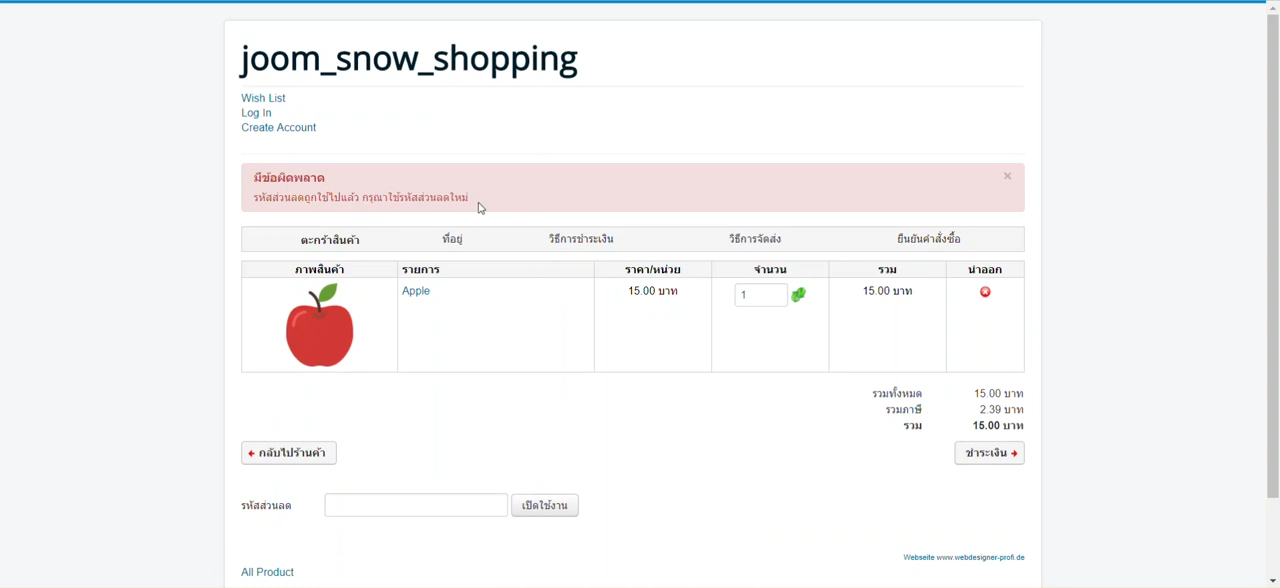 joom_snow_shopping
Wish List
Log In
Create Account
มีข้อผิดพลาด
รหัสส่วนลดถูกใช้ไปแล้ว กรุณาใช้รหัสส่วนลดใหม่
ตะกร้าสินค้า ที่อยู่ วิธีการชำระเงิน วิธีการจัดส่ง ยืนยันคำสั่งซื้อ
ภาพสินค้า รายการ ราคา/หน่วย จำนวน รวม นำออก
Apple 15.00 บาท 1 15.00 บาท
รวมทั้งหมด 15.00 บาท
รวมภาษี 2.39 บาท
รวม 15.00 บาท
กลับไปร้านค้า ชำระเงิน
รหัสส่วนลด เปิดใช้งาน
Webseite www.webdesigner-profi.de
All Product